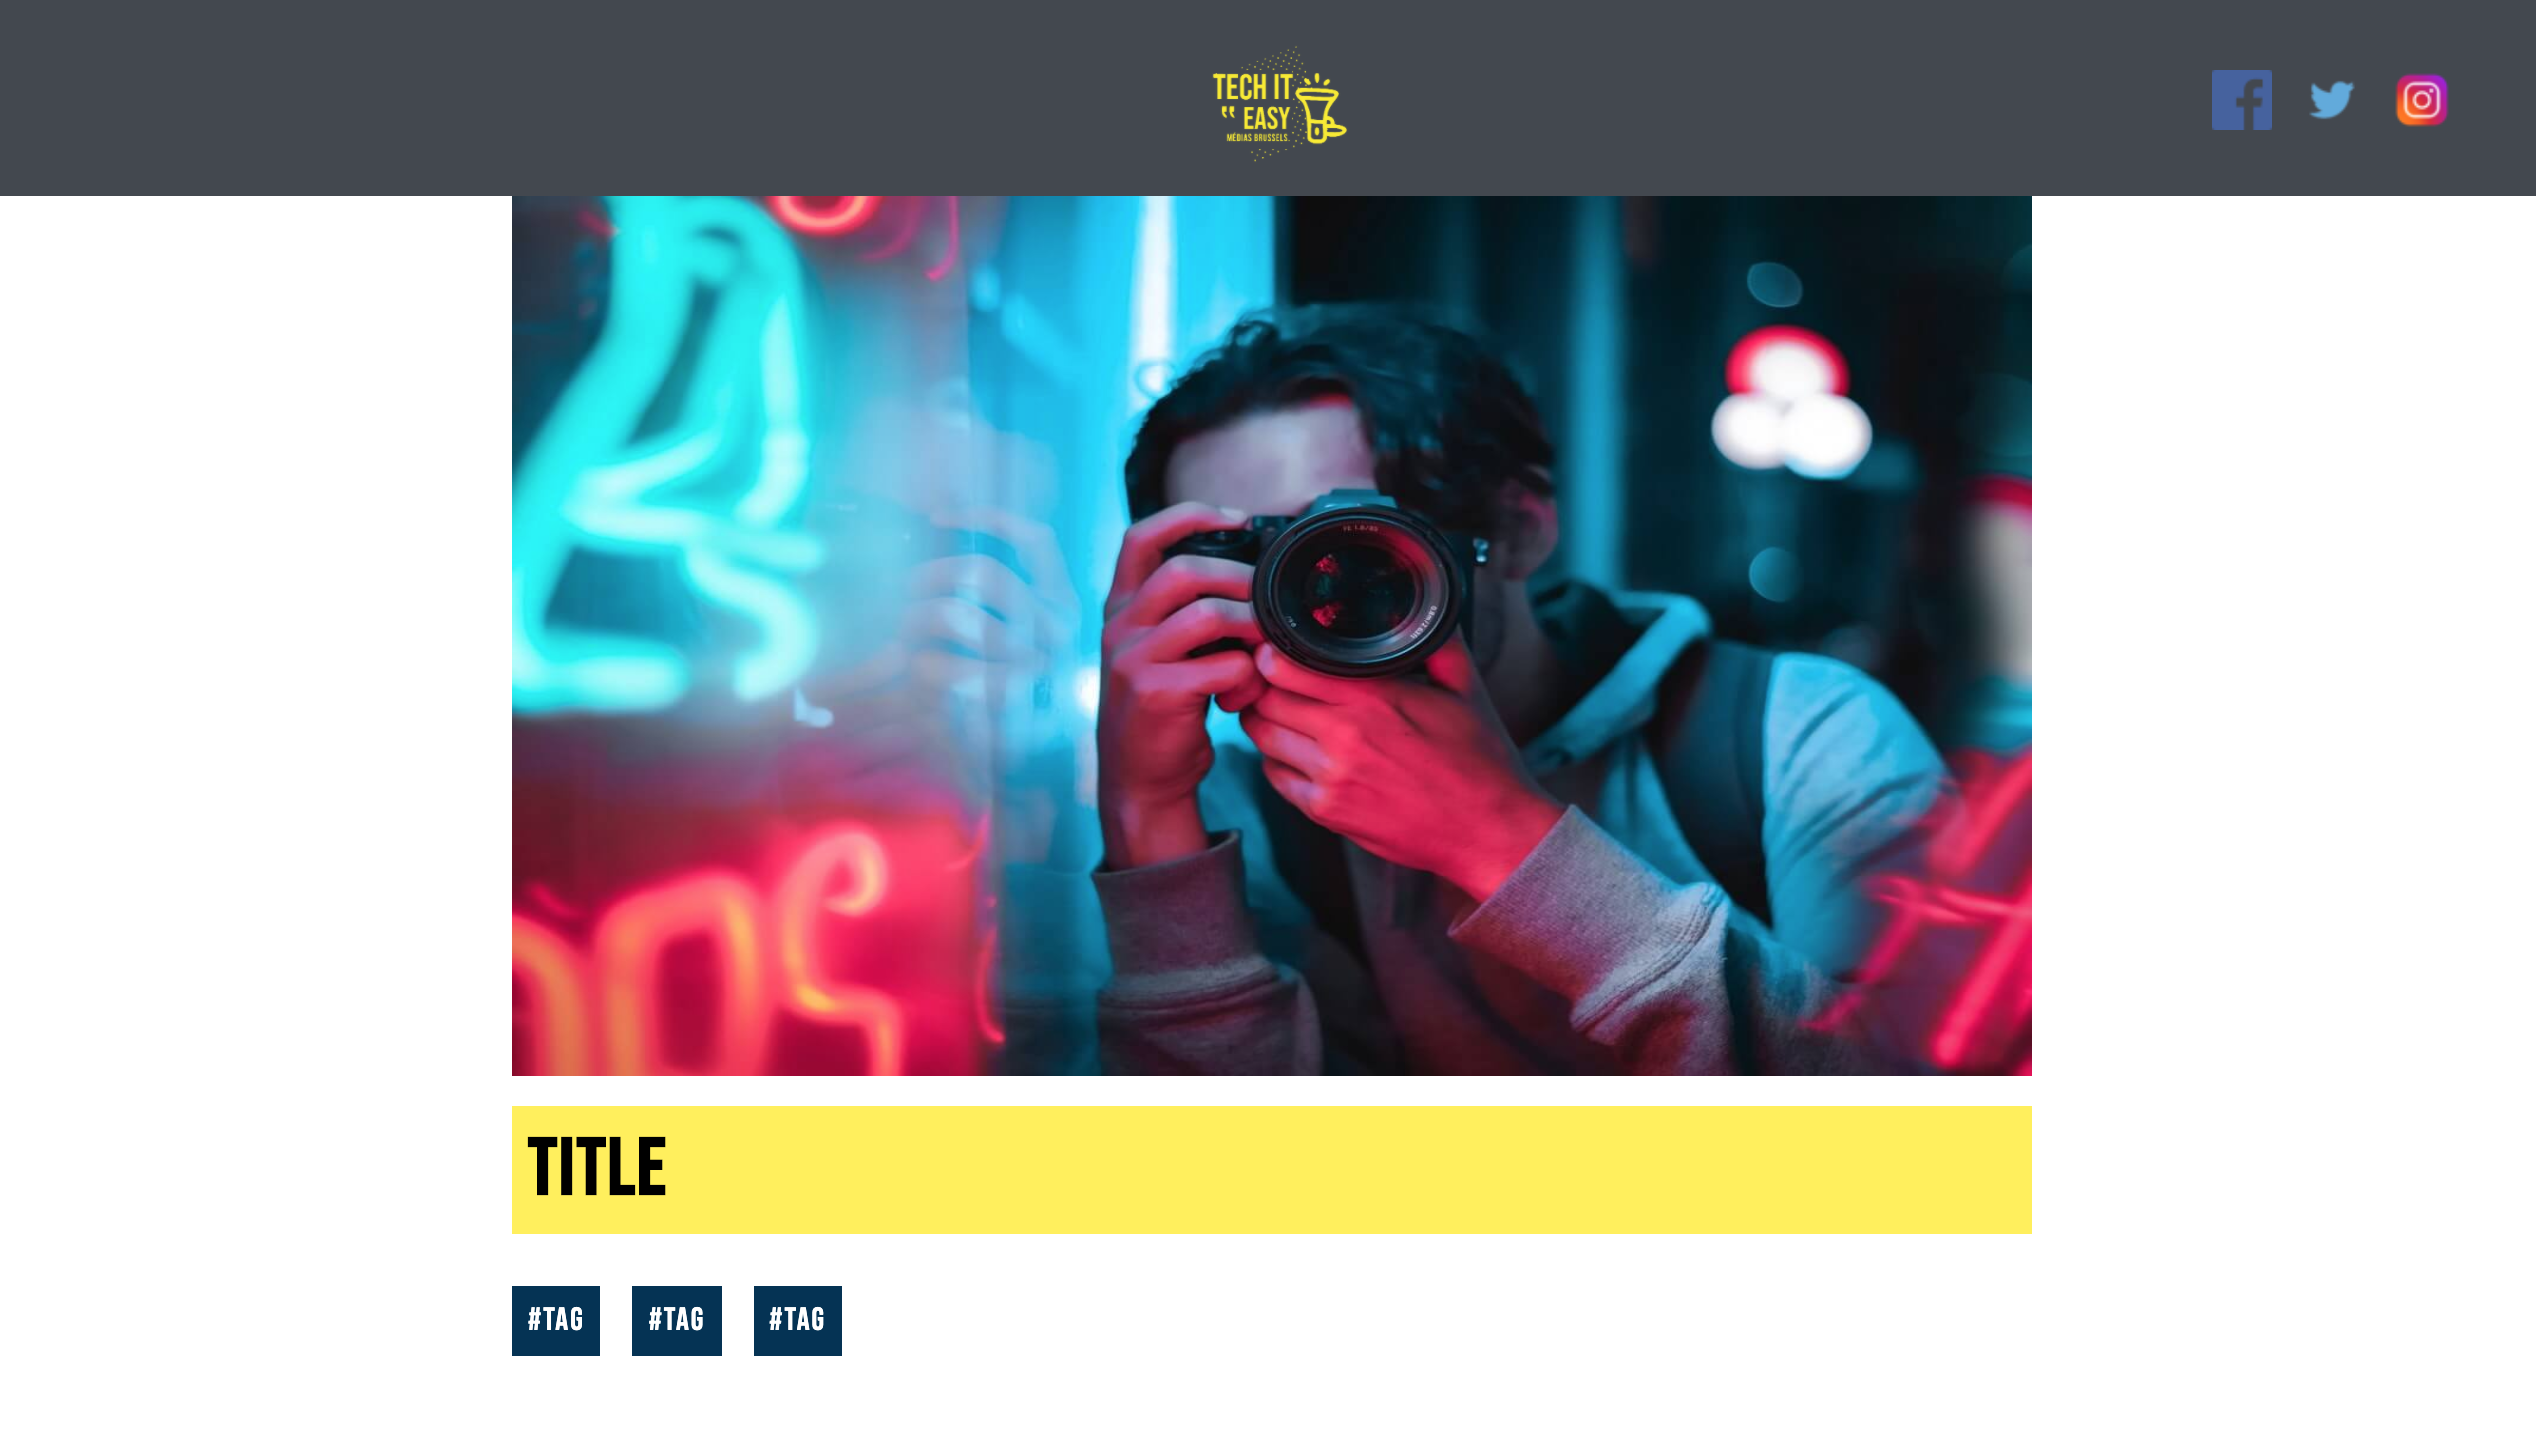 TECH IT
EASY
MÉDIAS BRUSSELS
TITLE
#TAG #TAG #TAG